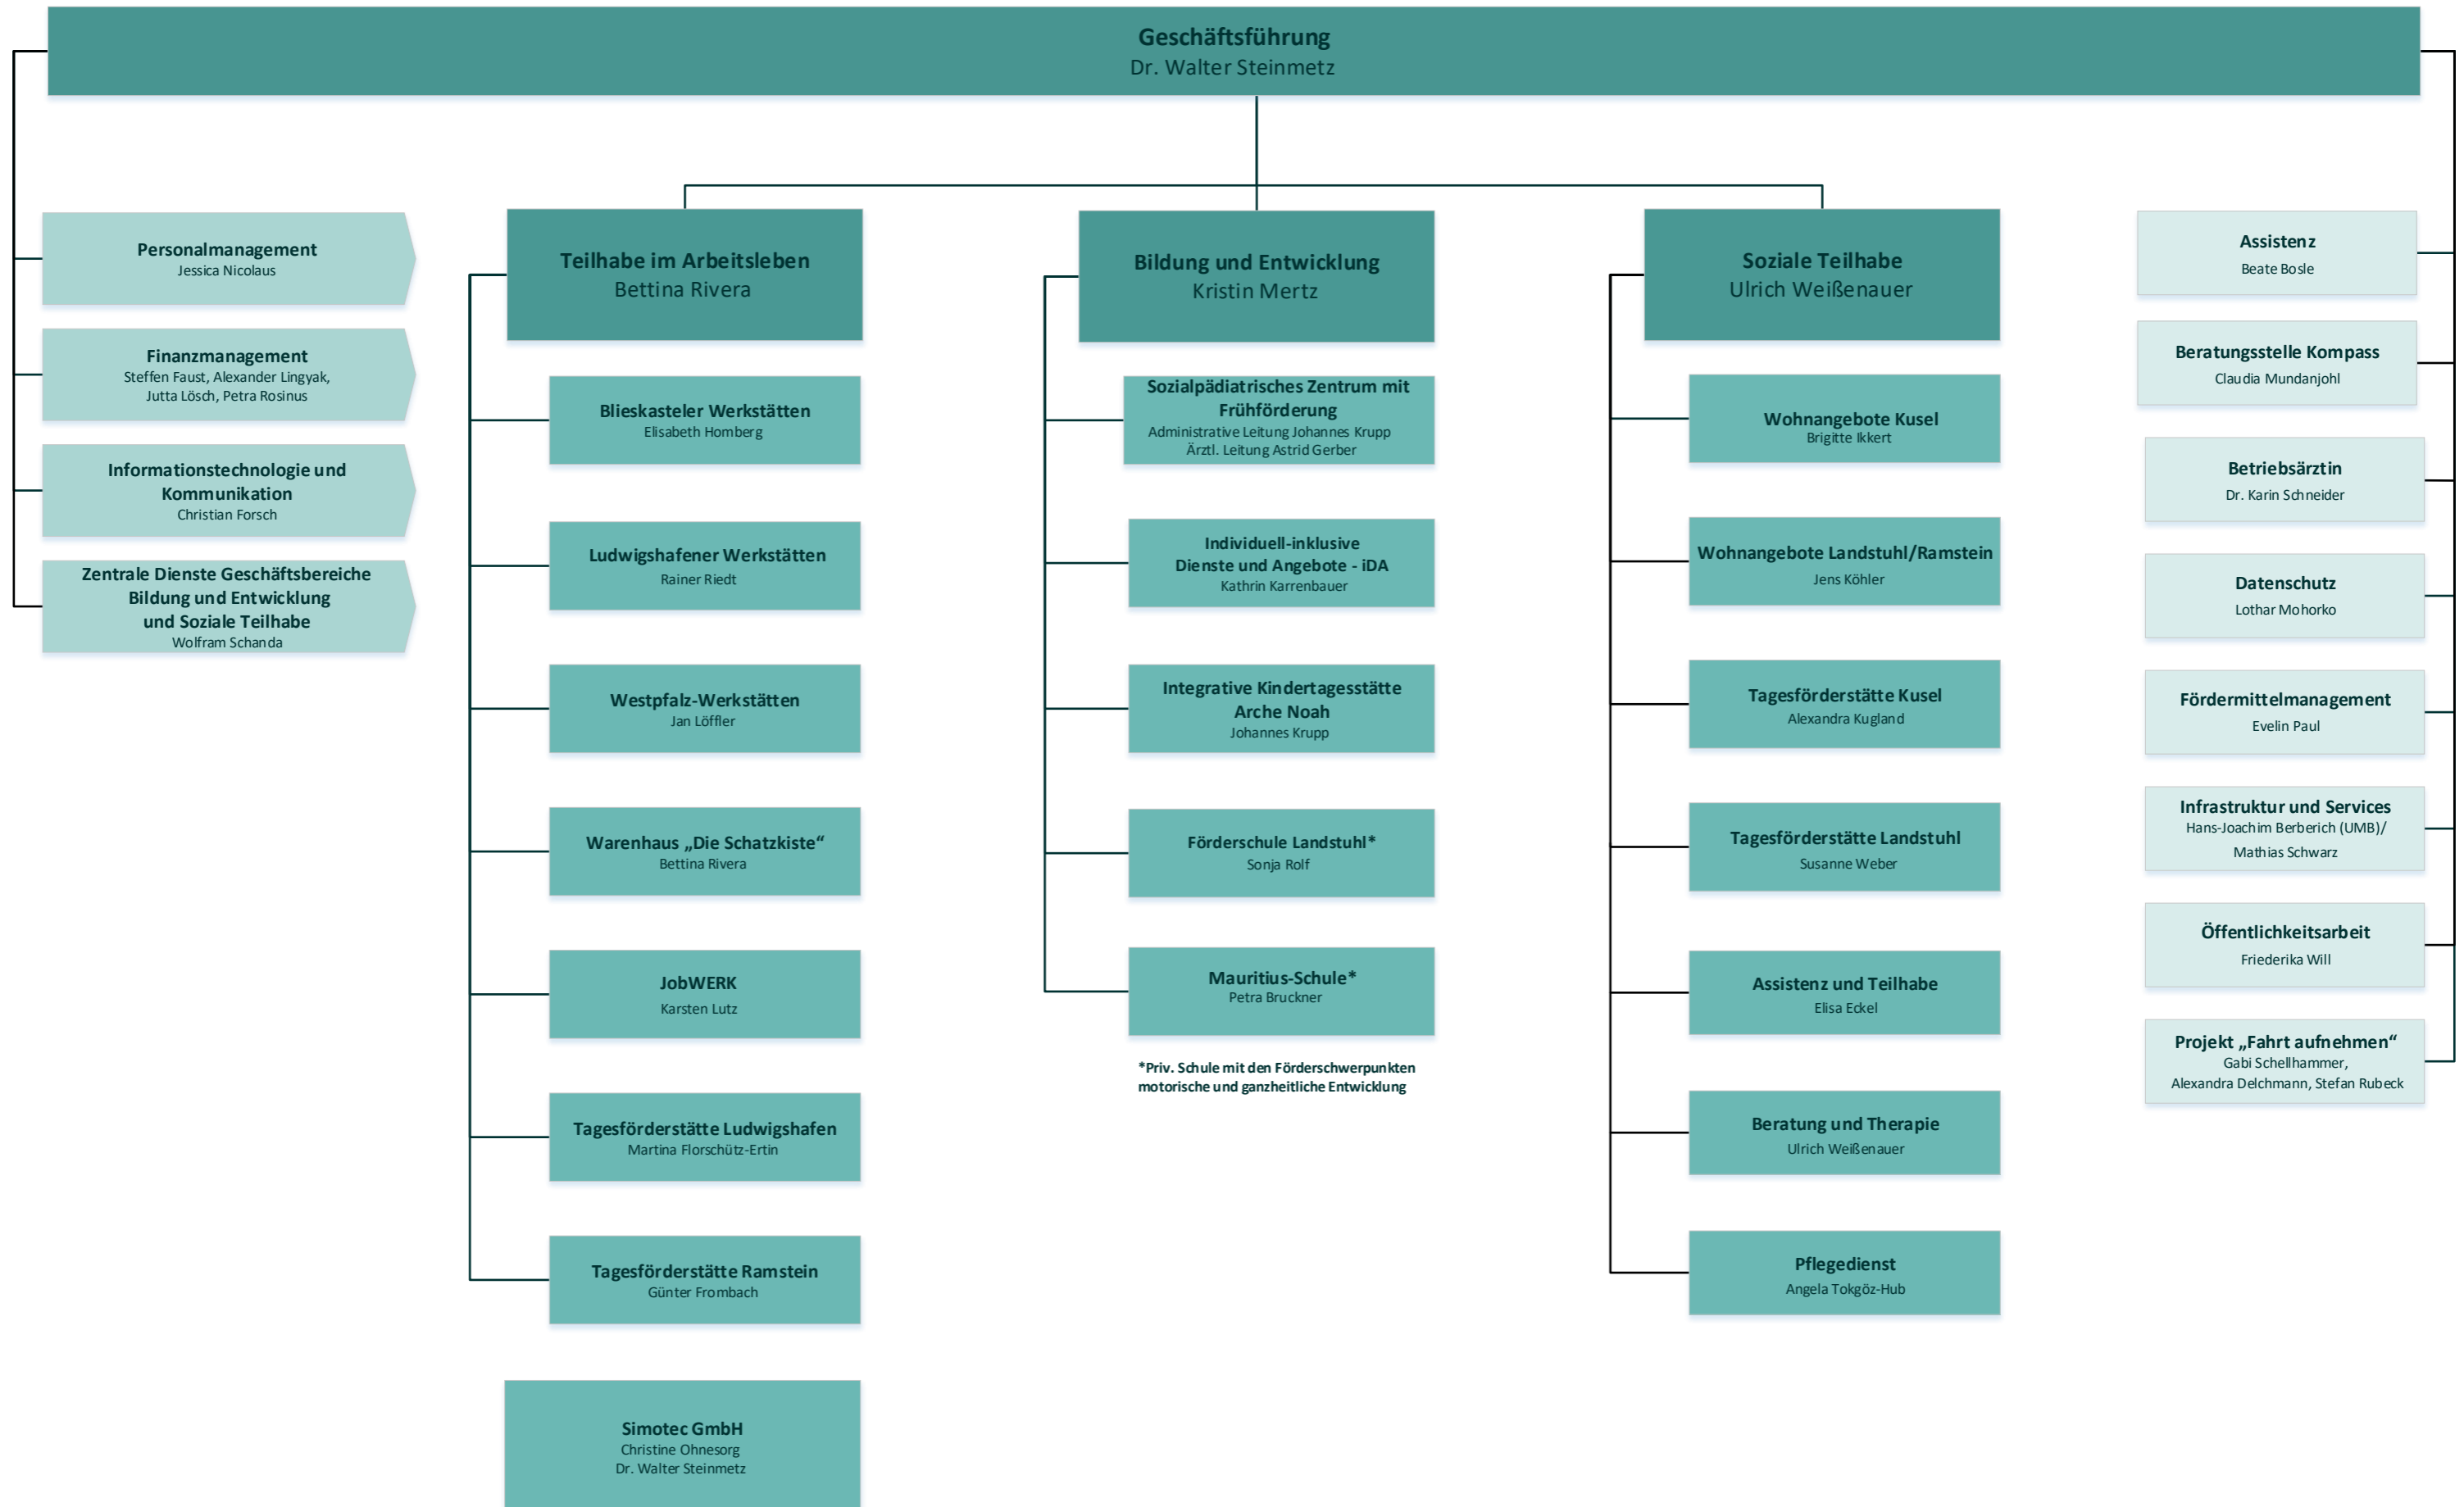 Geschäftsführung
Dr. Walter Steinmetz
Personalmanagement
Jessica Nicolaus
Finanzmanagement
Steffen Faust, Alexander Lingyak,
Jutta Lösch, Petra Rosinus
Informationstechnologie und
Kommunikation
Christian Forsch
Zentrale Dienste Geschäftsbereiche
Bildung und Entwicklung
und Soziale Teilhabe
Wolfram Schanda
Teilhabe im Arbeitsleben
Bettina Rivera
Blieskasteler Werkstätten
Elisabeth Homberg
Ludwigshafener Werkstätten
Rainer Riedt
Westpfalz-Werkstätten
Jan Löffler
Warenhaus „Die Schatzkiste“
Bettina Rivera
JobWERK
Karsten Lutz
Tagesförderstätte Ludwigshafen
Martina Florschütz-Ertin
Tagesförderstätte Ramstein
Günter Frombach
Simotec GmbH
Christine Ohnesorg
Dr. Walter Steinmetz
Bildung und Entwicklung
Kristin Mertz
Sozialpädiatrisches Zentrum mit
Frühförderung
Administrative Leitung Johannes Krupp
Ärztl. Leitung Astrid Gerber
Individuell-inklusive
Dienste und Angebote - iDA
Kathrin Karrenbauer
Integrative Kindertagesstätte
Arche Noah
Johannes Krupp
Förderschule Landstuhl*
Sonja Rolf
Mauritius-Schule*
Petra Bruckner
*Priv. Schule mit den Förderschwerpunkten
motorische und ganzheitliche Entwicklung
Soziale Teilhabe
Ulrich Weißenauer
Wohnangebote Kusel
Brigitte Ikkert
Wohnangebote Landstuhl/Ramstein
Jens Köhler
Tagesförderstätte Kusel
Alexandra Kugland
Tagesförderstätte Landstuhl
Susanne Weber
Assistenz und Teilhabe
Elisa Eckel
Beratung und Therapie
Ulrich Weißenauer
Pflegedienst
Angela Tokgöz-Hub
Assistenz
Beate Bosle
Beratungsstelle Kompass
Claudia Mundanjohl
Betriebsärztin
Dr. Karin Schneider
Datenschutz
Lothar Mohorko
Fördermittelmanagement
Evelin Paul
Infrastruktur und Services
Hans-Joachim Berberich (UMB)/
Mathias Schwarz
Öffentlichkeitsarbeit
Friederika Will
Projekt „Fahrt aufnehmen“
Gabi Schellhammer,
Alexandra Delchmann, Stefan Rubeck